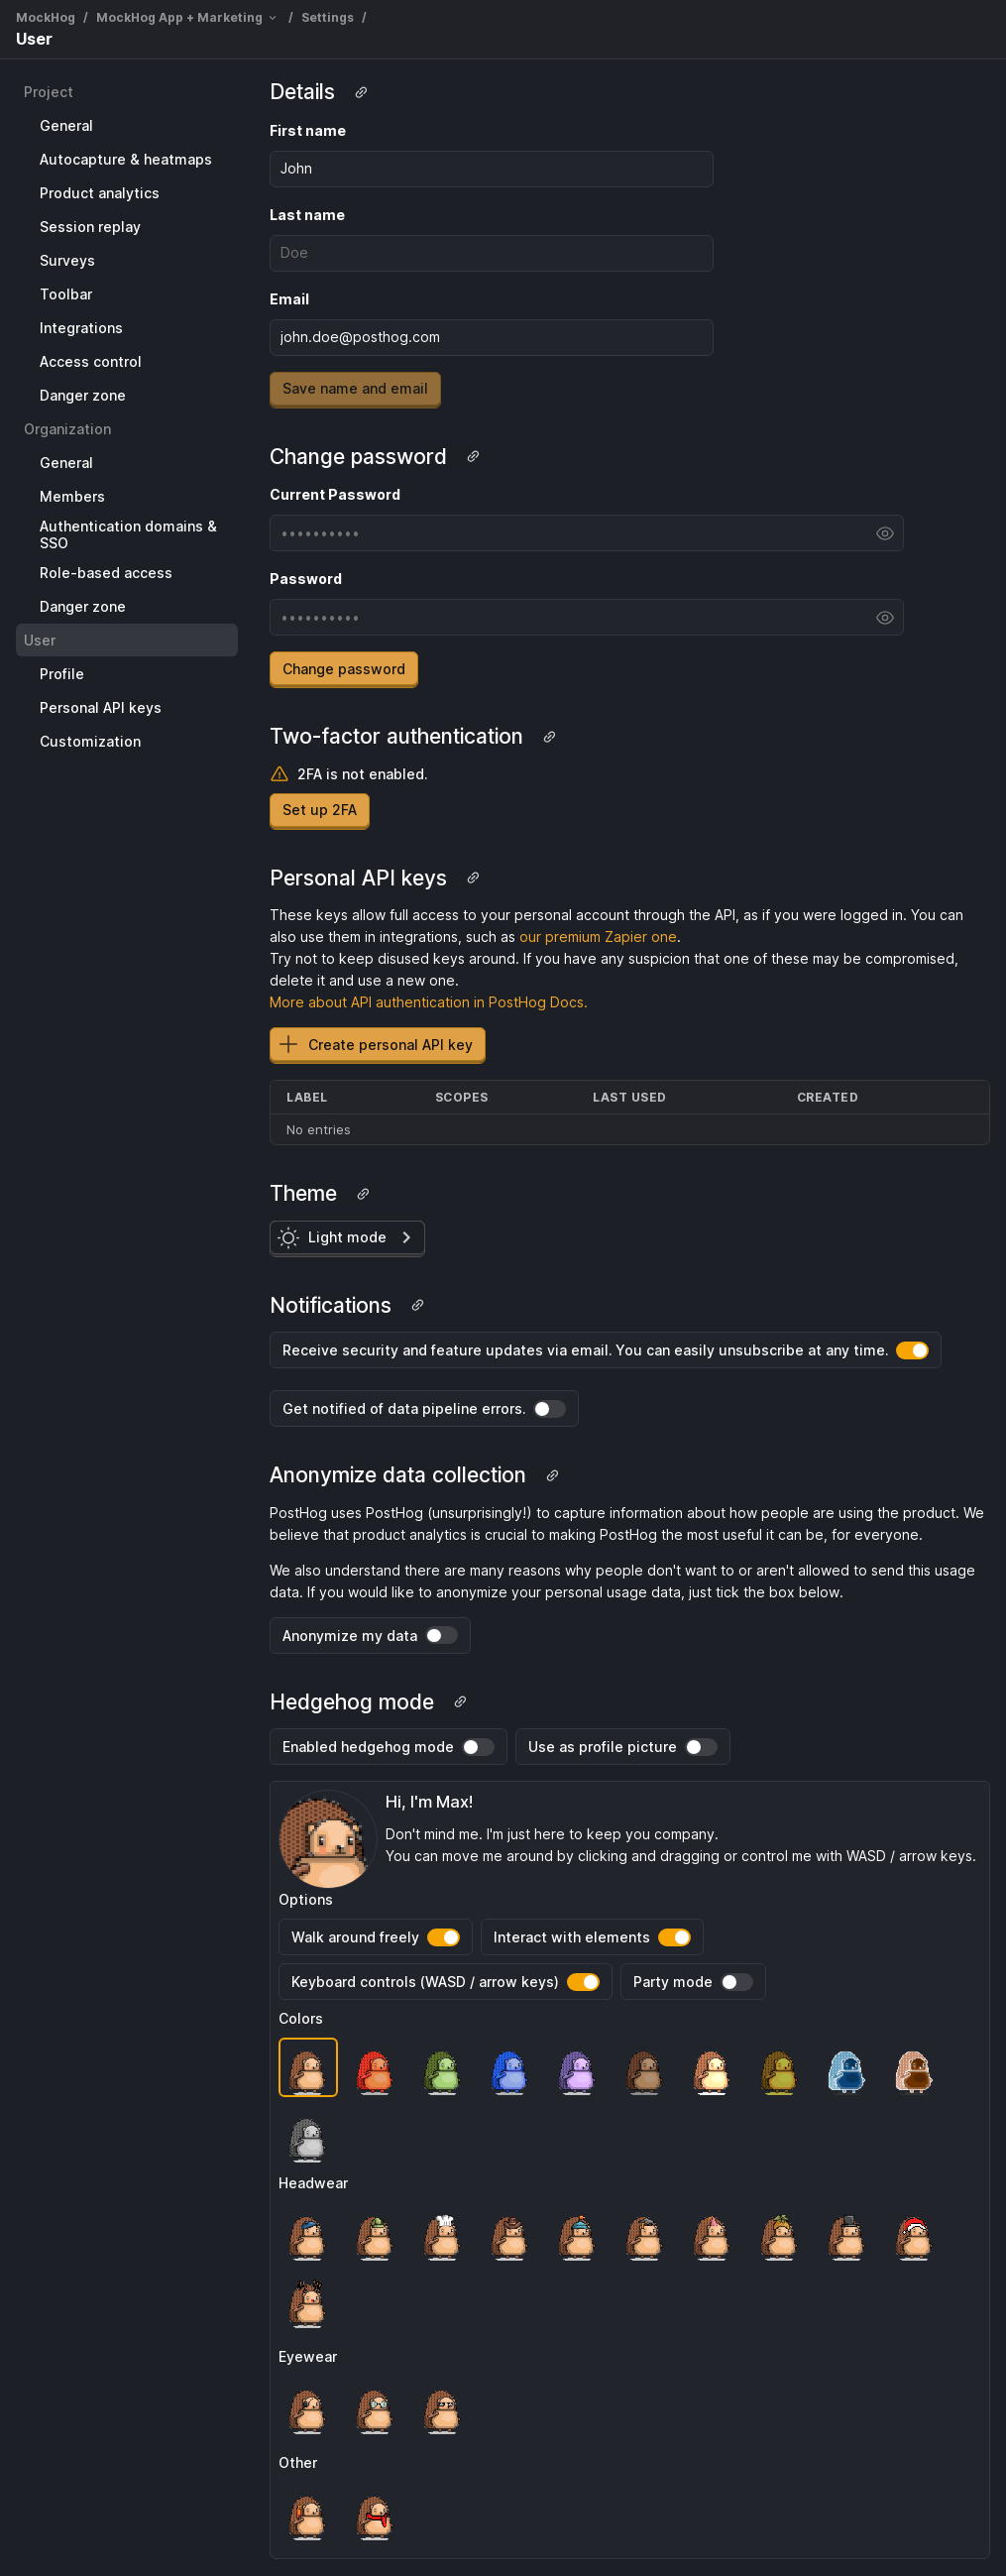 MockHog / MockHog App + Marketing / Settings /
User
Project
General
Autocapture & heatmaps
Product analytics
Session replay
Surveys
Toolbar
Integrations
Access control
Danger zone
Organization
General
Members
Authentication domains &
SSO
Role-based access
Danger zone
User
Profile
Personal API keys
Customization
Details
First name
John
Last name
Doe
Email
john.doe@posthog.com
Save name and email
Change password
Current Password
••••••••••
Password
••••••••••
Change password
Two-factor authentication
2FA is not enabled.
Set up 2FA
Personal API keys
These keys allow full access to your personal account through the API, as if you were logged in. You can
also use them in integrations, such as our premium Zapier one.
Try not to keep disused keys around. If you have any suspicion that one of these may be compromised,
delete it and use a new one.
More about API authentication in PostHog Docs.
Create personal API key
LABEL SCOPES LAST USED CREATED
No entries
Theme
Light mode
Notifications
Receive security and feature updates via email. You can easily unsubscribe at any time.
Get notified of data pipeline errors.
Anonymize data collection
PostHog uses PostHog (unsurprisingly!) to capture information about how people are using the product. We
believe that product analytics is crucial to making PostHog the most useful it can be, for everyone.
We also understand there are many reasons why people don't want to or aren't allowed to send this usage
data. If you would like to anonymize your personal usage data, just tick the box below.
Anonymize my data
Hedgehog mode
Enabled hedgehog mode Use as profile picture
Hi, I'm Max!
Don't mind me. I'm just here to keep you company.
You can move me around by clicking and dragging or control me with WASD / arrow keys.
Options
Walk around freely Interact with elements
Keyboard controls (WASD / arrow keys) Party mode
Colors
Headwear
Eyewear
Other